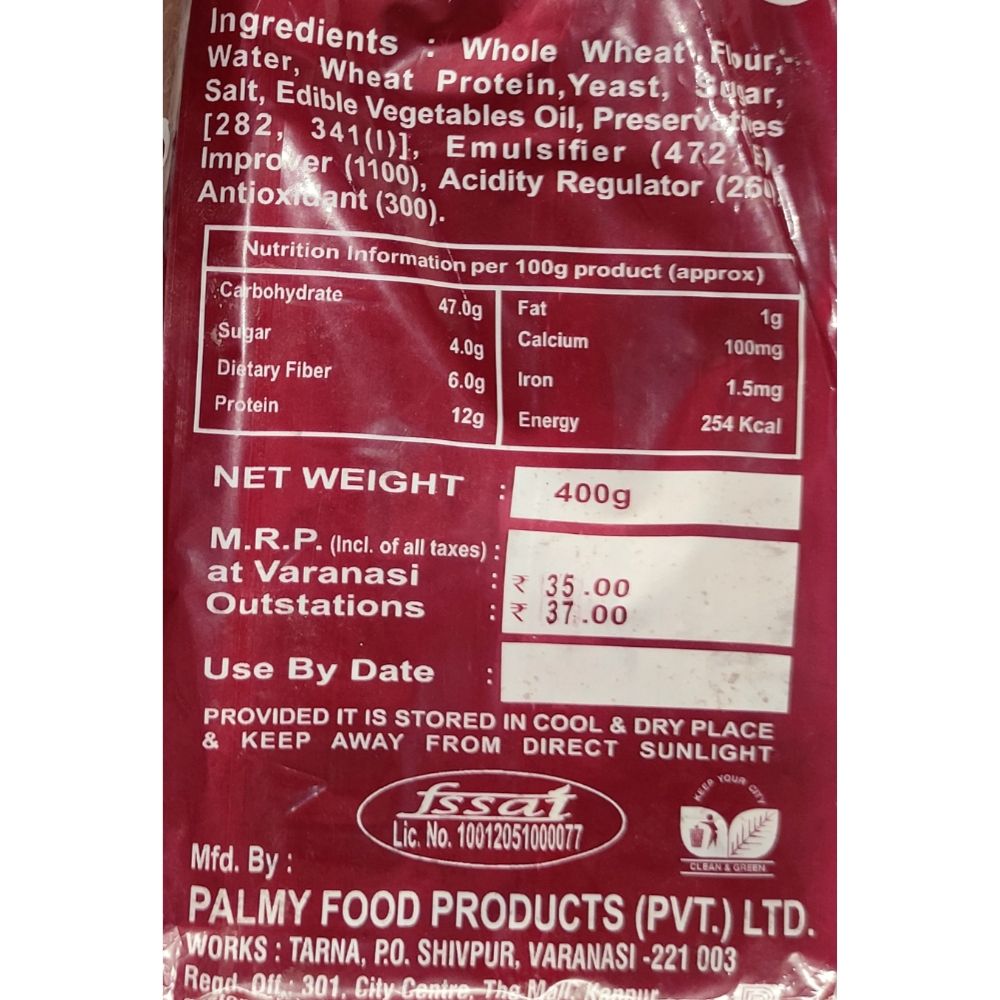 Ingredients : Whole Wheat Flour,
Water, Wheat Protein,Yeast, Sugar,
Salt, Edible Vegetables Oil, Preservatives
[282, 341(I)], Emulsifier (472 E),
Improver (1100), Acidity Regulator (260)
Antioxidant (300).
Nutrition Information per 100g product (approx)
Carbohydrate 47.0g
Sugar 4.0g
Dietary Fiber 6.0g
Protein 12g
Fat 1g
Calcium 100mg
Iron 1.5mg
Energy 254 Kcal
NET WEIGHT : 400g
M.R.P. (Incl. of all taxes) :
at Varanasi : ₹ 35.00
Outstations : ₹ 37.00
Use By Date :
PROVIDED IT IS STORED IN COOL & DRY PLACE
& KEEP AWAY FROM DIRECT SUNLIGHT
fssai
Lic. No. 10012051000077
KEEP YOUR CITY
CLEAN & GREEN
Mfd. By :
PALMY FOOD PRODUCTS (PVT.) LTD.
WORKS : TARNA, P.O. SHIVPUR, VARANASI -221 003
Regd. Off.: 301, City Centre, The Mall, Kanpur